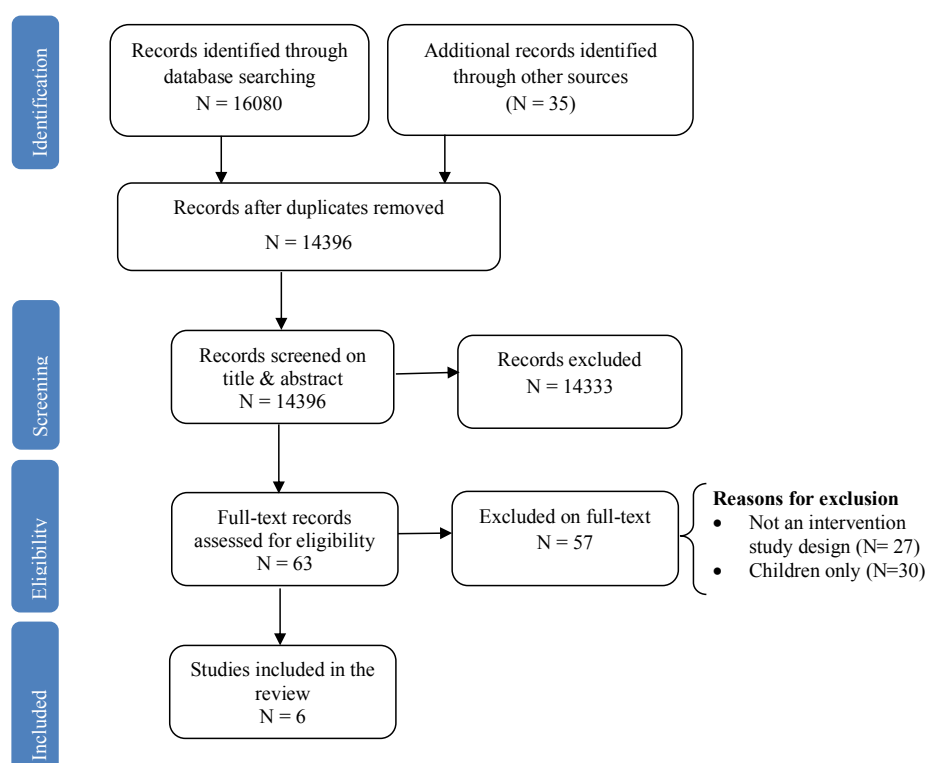 Identification
Records identified through
database searching
N = 16080
Additional records identified
through other sources
(N = 35)
Records after duplicates removed
N = 14396
Screening
Records screened on
title & abstract
N = 14396
Records excluded
N = 14333
Eligibility
Full-text records
assessed for eligibility
N = 63
Excluded on full-text
N = 57
Reasons for exclusion
• Not an intervention
study design (N= 27)
• Children only (N=30)
Included
Studies included in the
review
N = 6